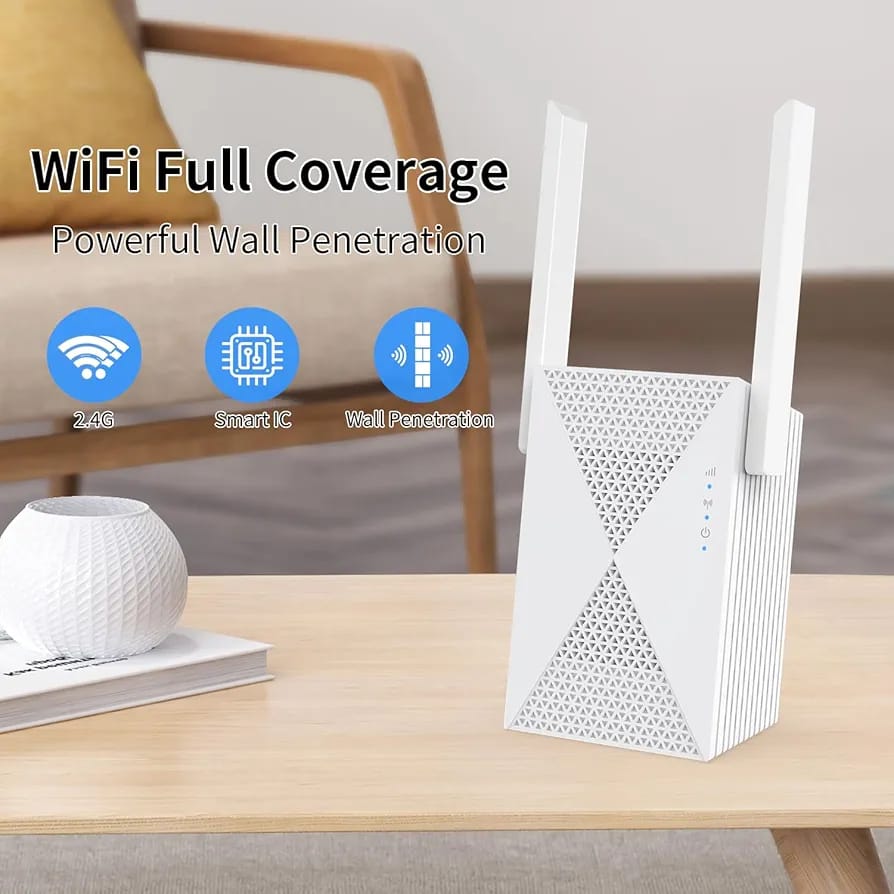 WiFi Full Coverage
Powerful Wall Penetration
2.4G
Smart IC
Wall Penetration